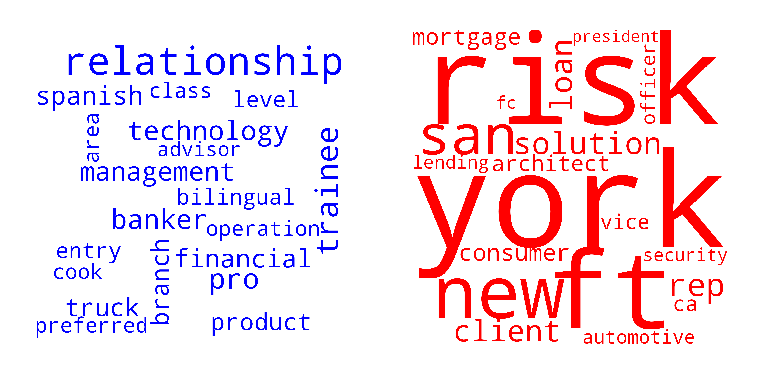 relationship
spanish class level
area
technology
advisor
management
trainee
bilingual
banker operation
entry
branch
financial
cook
pro
truck
preferred
product
mortgage president
risk
loan
officer
fc
san solution
lending architect
york
vice
consumer security
new ft rep
ca
client automotive